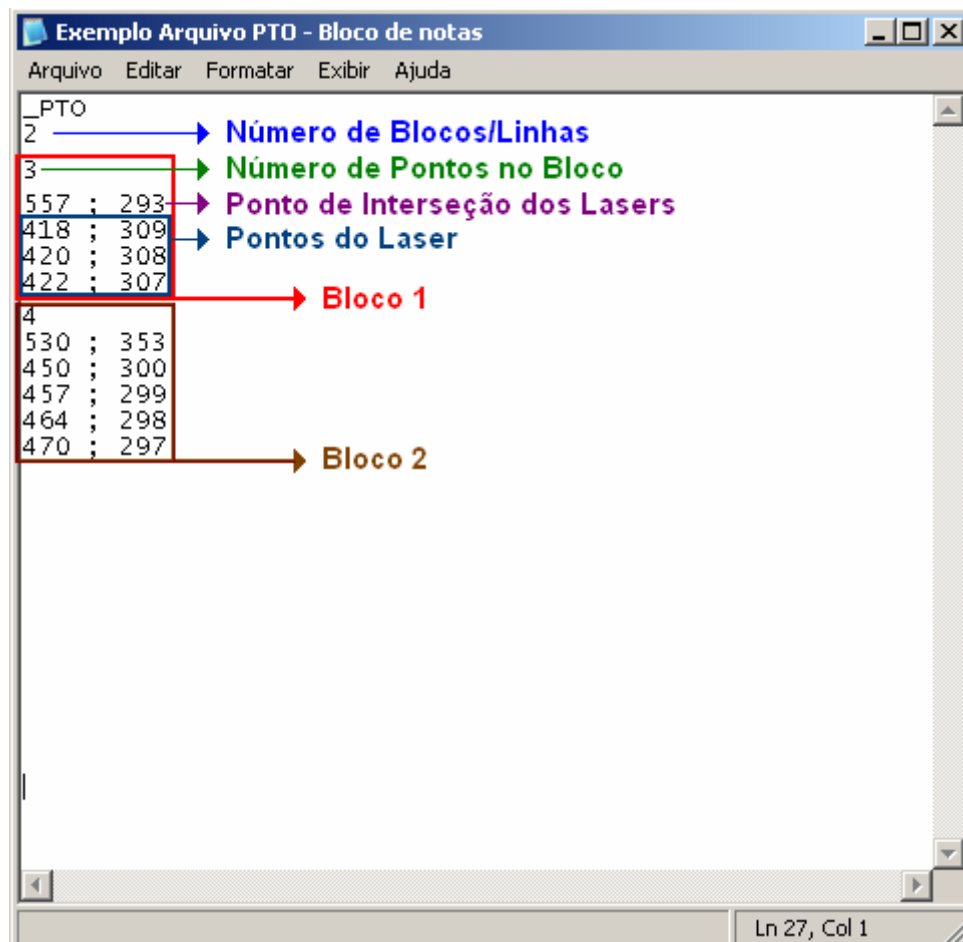 Exemplo Arquivo PTO - Bloco de notas
Arquivo Editar Formatar Exibir Ajuda
_PTO
2 Número de Blocos/Linhas
3 Número de Pontos no Bloco
557 ; 293 Ponto de Interseção dos Lasers
418 ; 309 Pontos do Laser
420 ; 308
422 ; 307
Bloco 1
4
530 ; 353
450 ; 300
457 ; 299
464 ; 298
470 ; 297
Bloco 2
Ln 27, Col 1